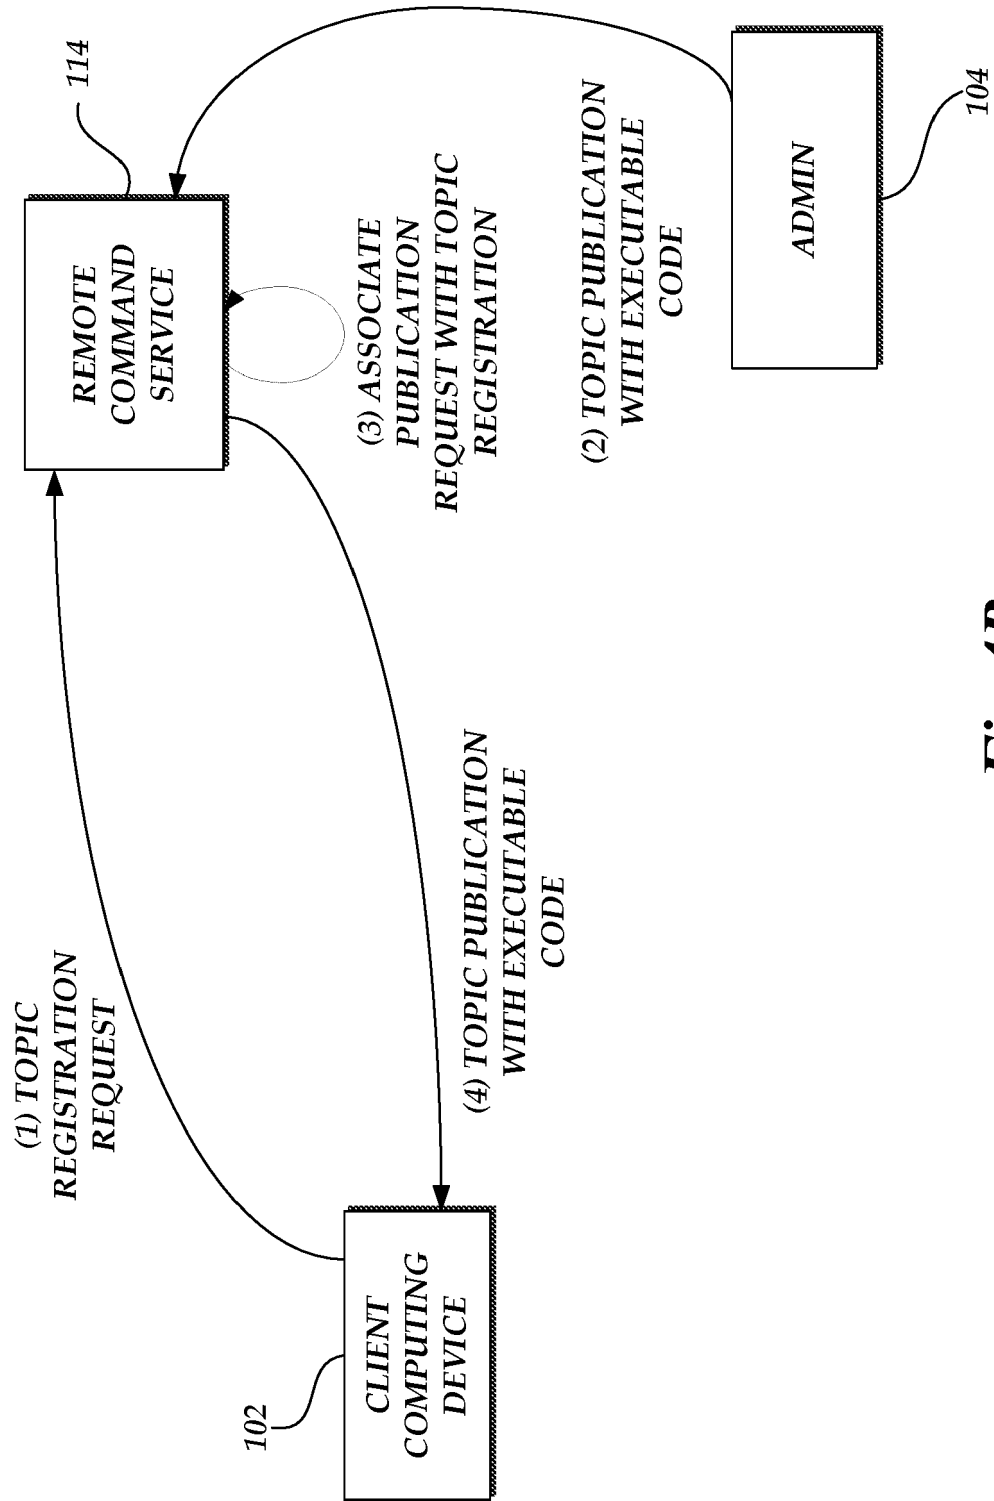 (1) TOPIC
REGISTRATION
REQUEST
REMOTE
COMMAND
SERVICE
114
(3) ASSOCIATE
PUBLICATION
REQUEST WITH TOPIC
REGISTRATION
102
CLIENT
COMPUTING
DEVICE
(4) TOPIC PUBLICATION
WITH EXECUTABLE
CODE
(2) TOPIC PUBLICATION
WITH EXECUTABLE
CODE
ADMIN
104